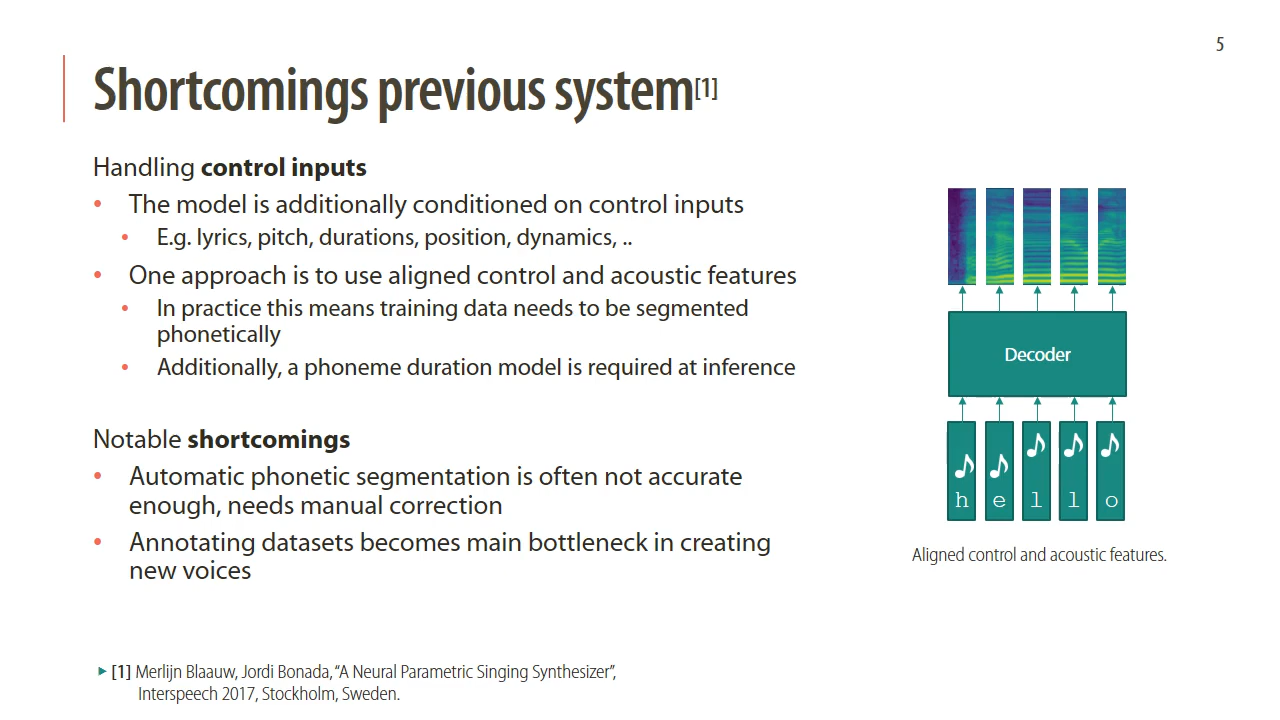 5
Shortcomings previous system[1]
Handling control inputs
• The model is additionally conditioned on control inputs
• E.g. lyrics, pitch, durations, position, dynamics, ..
• One approach is to use aligned control and acoustic features
• In practice this means training data needs to be segmented
phonetically
• Additionally, a phoneme duration model is required at inference
Notable shortcomings
• Automatic phonetic segmentation is often not accurate
enough, needs manual correction
• Annotating datasets becomes main bottleneck in creating
new voices
Decoder
h e l l o
Aligned control and acoustic features.
[1] Merlijn Blaauw, Jordi Bonada, “A Neural Parametric Singing Synthesizer”,
Interspeech 2017, Stockholm, Sweden.